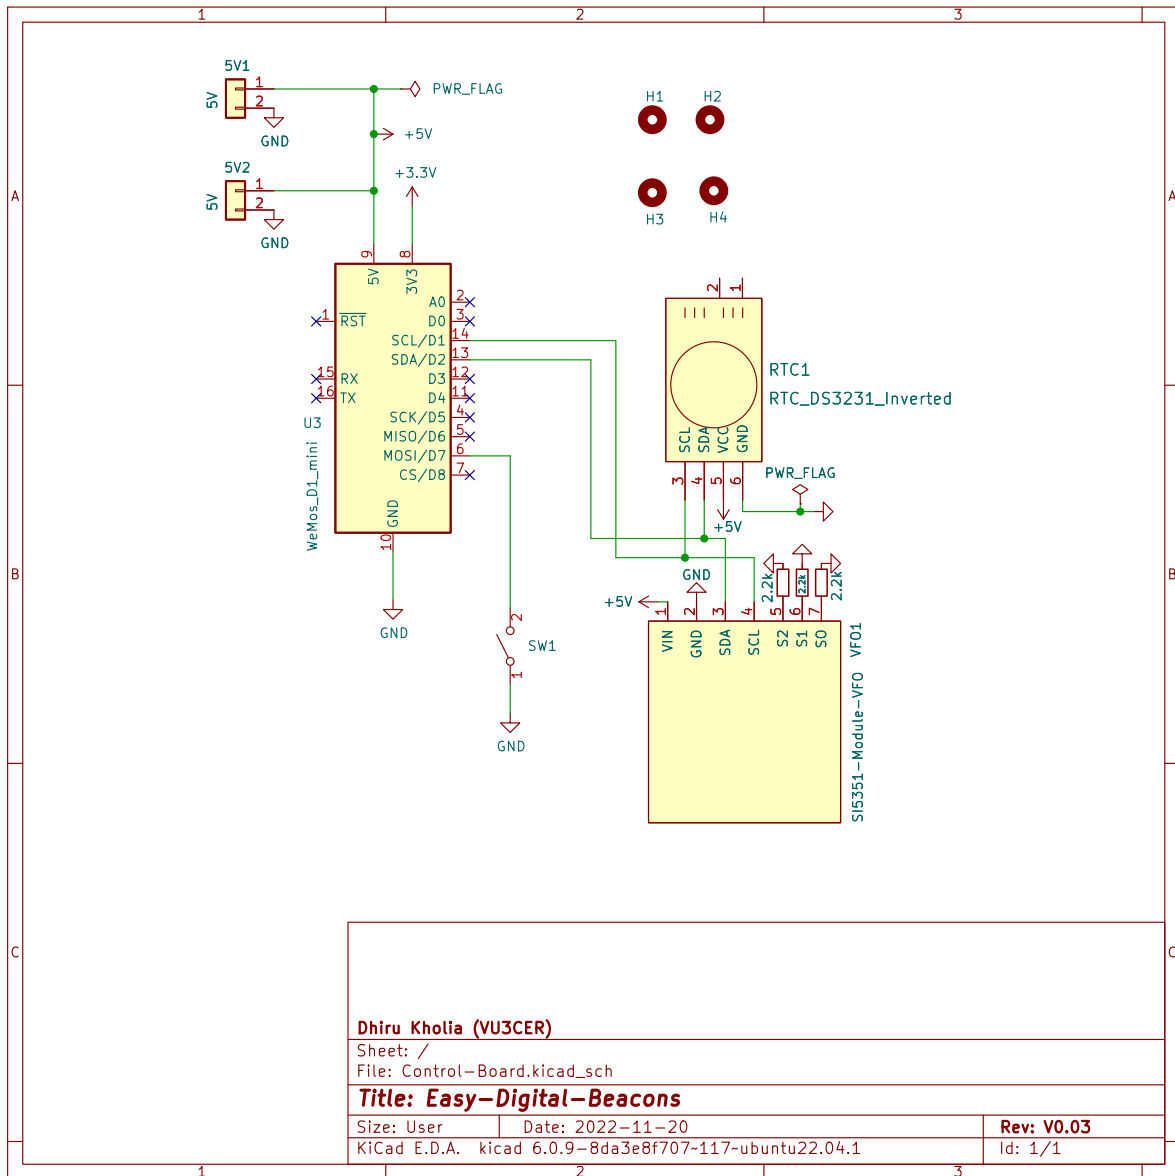 1 2 3
5V1
5V
1
2
GND
PWR_FLAG
+5V
5V2
5V
1
2
GND
+3.3V
H1 H2
H3 H4
A A
9 8
5V 3V3
1 RST
15 RX
16 TX
A0 2
D0 3
SCL/D1 14
SDA/D2 13
D3 12
D4 11
SCK/D5 4
MISO/D6 5
MOSI/D7 6
CS/D8 7
U3
WeMos_D1_mini
GND
10
GND
2
SW1
1
GND
2 1
RTC1
RTC_DS3231_Inverted
SCL SDA VCC GND
3 4 5 6
PWR_FLAG
+5V
B B
GND
+5V
2.2k 2.2k 2.2k
1 2 3 4 5 6 7
VIN GND SDA SCL S2 S1 S0
VFO1
SI5351-Module-VFO
C C
Dhiru Kholia (VU3CER)
Sheet: /
File: Control-Board.kicad_sch
Title: Easy-Digital-Beacons
Size: User Date: 2022-11-20 Rev: V0.03
KiCad E.D.A. kicad 6.0.9-8da3e8f707~117~ubuntu22.04.1 Id: 1/1
1 2 3